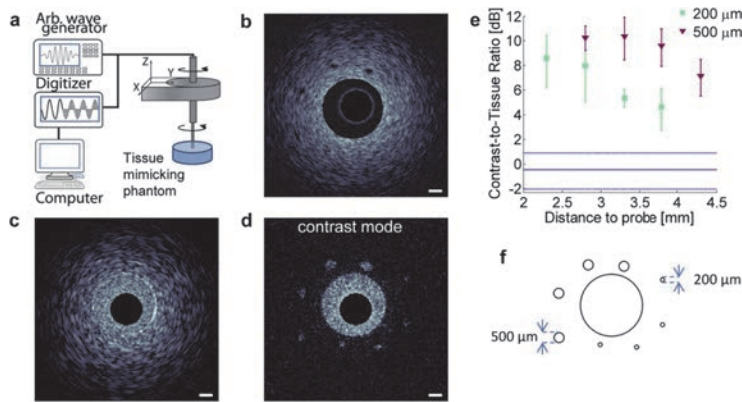 a
Arb. wave
generator
Digitizer
Computer
Z
Y
X
Tissue
mimicking
phantom
b
c
d
contrast mode
e
Contrast-to-Tissue Ratio [dB]
12
10
8
6
4
2
0
-2
2
2.5
3
3.5
4
4.5
Distance to probe [mm]
200 µm
500 µm
f
200 µm
500 µm